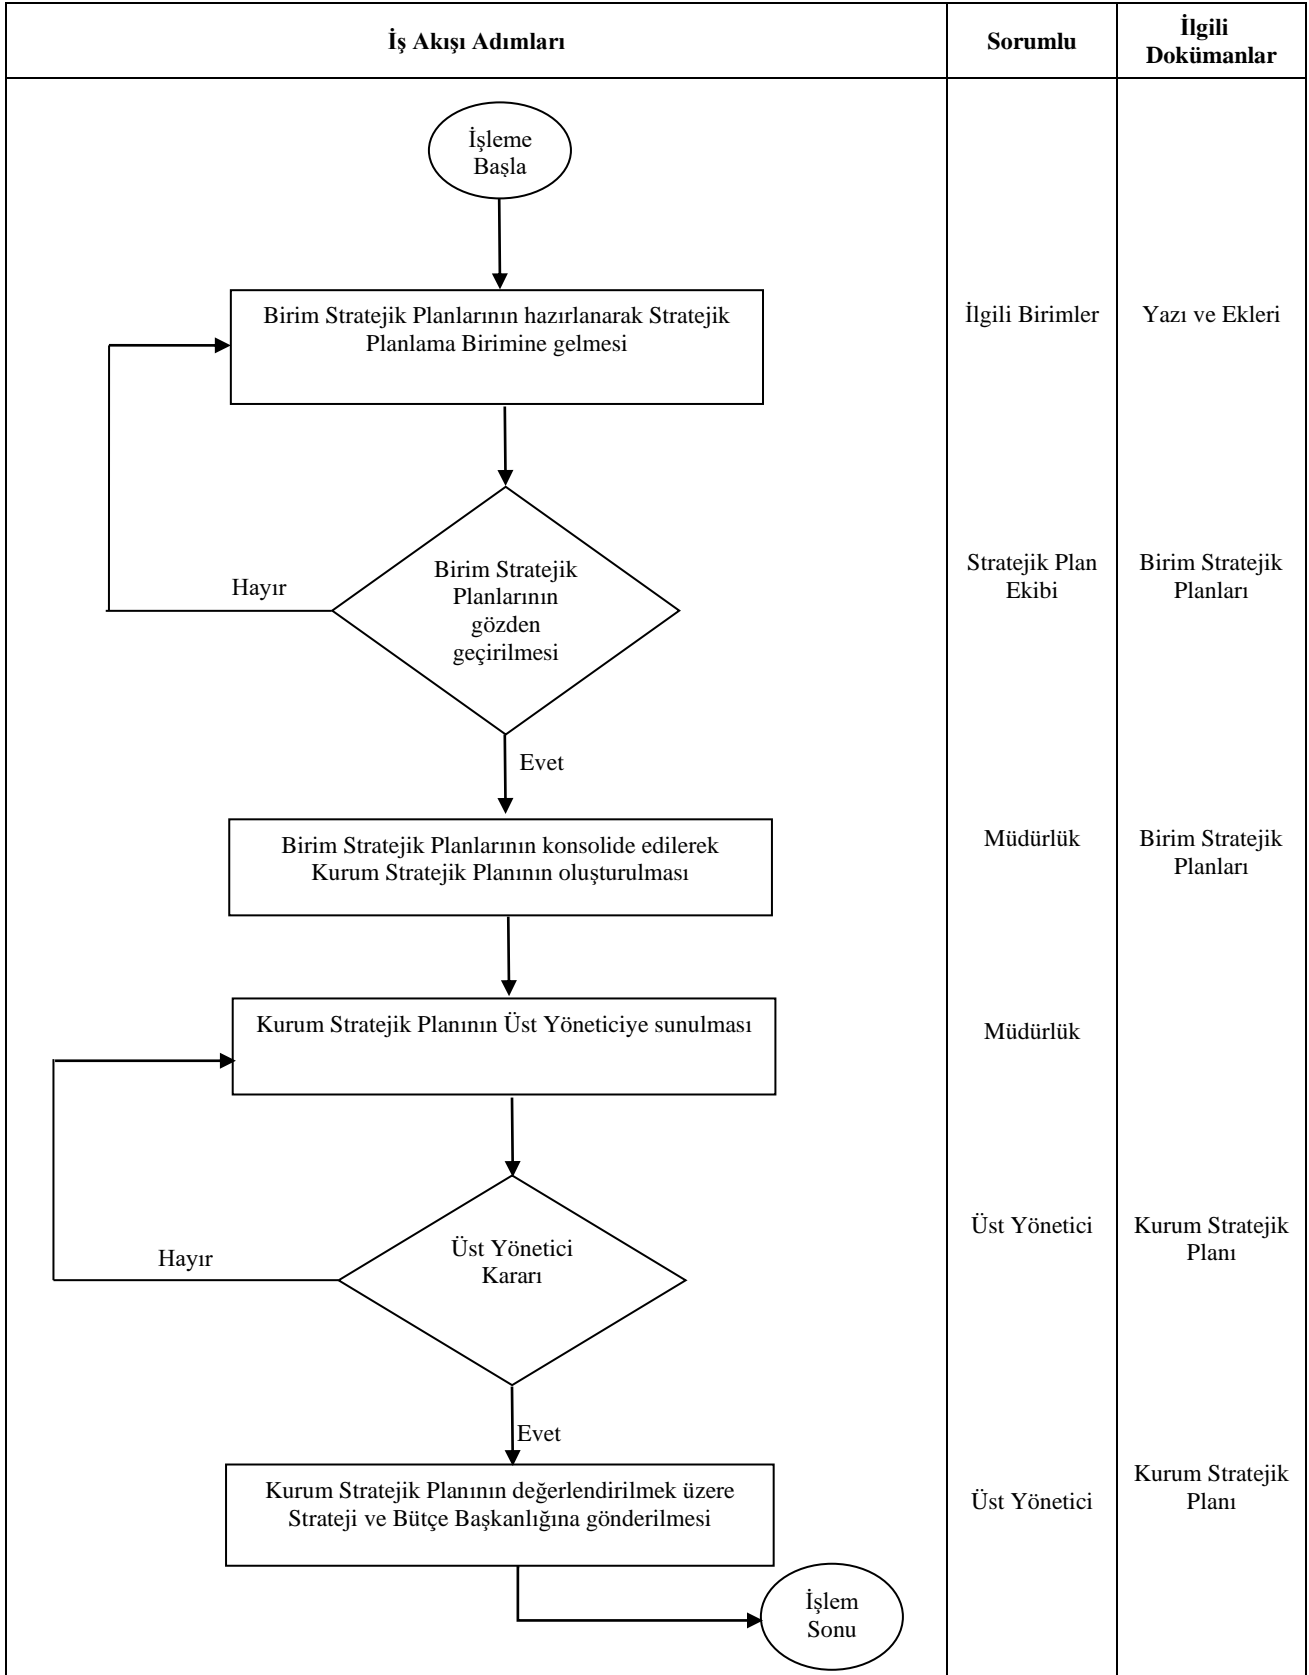 İş Akışı Adımları
Sorumlu
İlgili
Dokümanlar
İşleme
Başla
Birim Stratejik Planlarının hazırlanarak Stratejik
Planlama Birimine gelmesi
İlgili Birimler
Yazı ve Ekleri
Hayır
Birim Stratejik
Planlarının
gözden
geçirilmesi
Stratejik Plan
Ekibi
Birim Stratejik
Planları
Evet
Birim Stratejik Planlarının konsolide edilerek
Kurum Stratejik Planının oluşturulması
Müdürlük
Birim Stratejik
Planları
Kurum Stratejik Planının Üst Yöneticiye sunulması
Müdürlük
Hayır
Üst Yönetici
Kararı
Üst Yönetici
Kurum Stratejik
Planı
Evet
Kurum Stratejik Planının değerlendirilmek üzere
Strateji ve Bütçe Başkanlığına gönderilmesi
Üst Yönetici
Kurum Stratejik
Planı
İşlem
Sonu